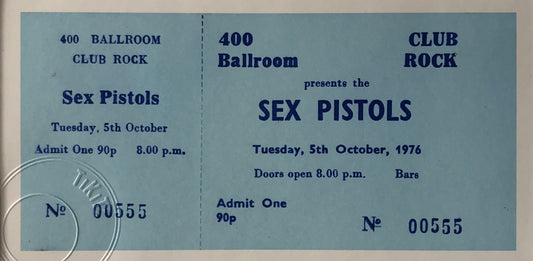 400 BALLROOM
CLUB ROCK
Sex Pistols
Tuesday, 5th October
Admit One 90p 8.00 p.m.
Nº 00555
400 CLUB
Ballroom ROCK
presents the
SEX PISTOLS
Tuesday, 5th October, 1976
Doors open 8.00 p.m. Bars
Admit One
90p
Nº 00555